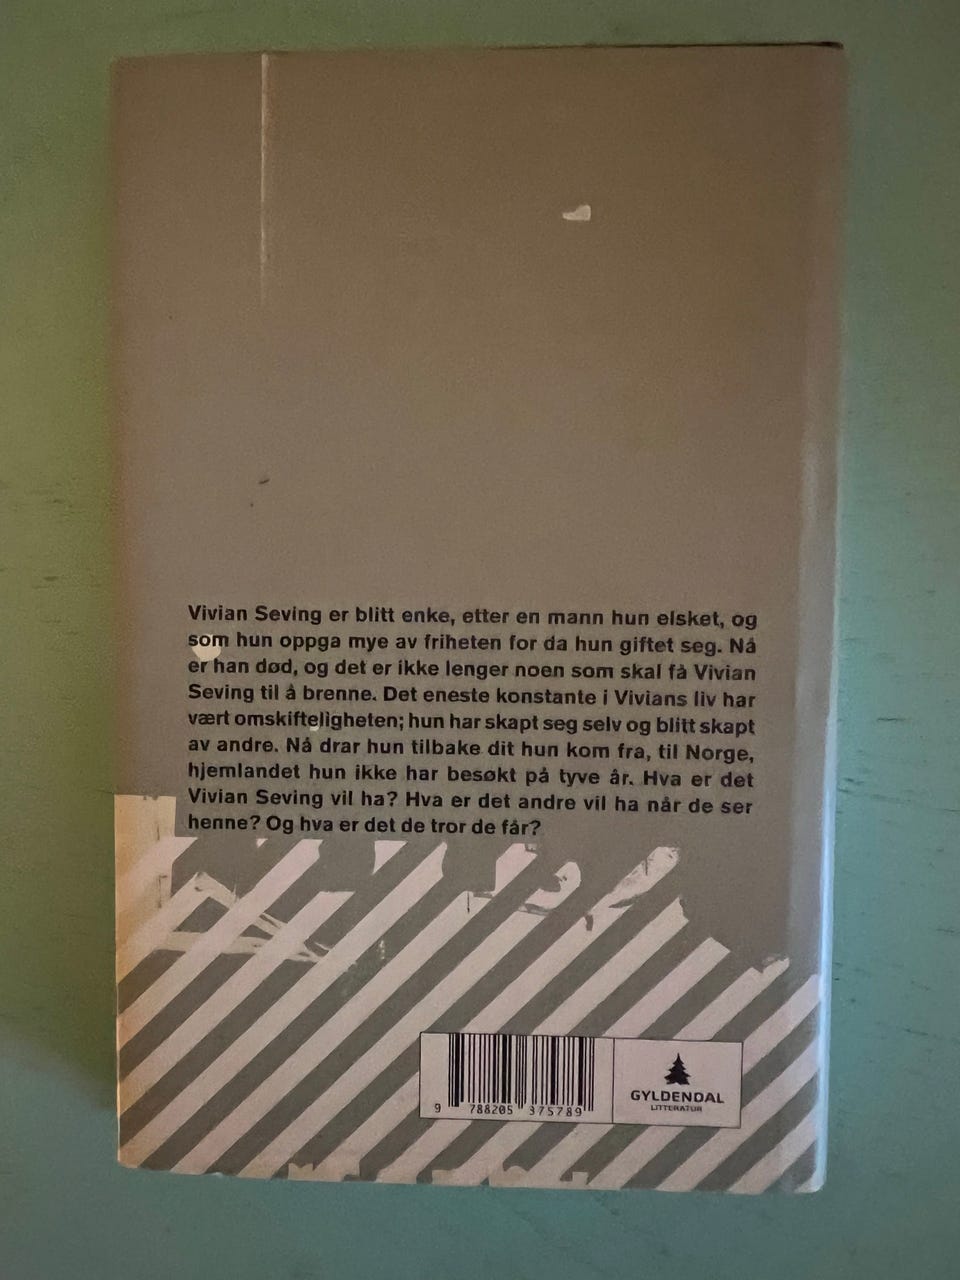 Vivian Seving er blitt enke, etter en mann hun elsket, og
som hun oppga mye av friheten for da hun giftet seg. Nå
er han død, og det er ikke lenger noen som skal få Vivian
Seving til å brenne. Det eneste konstante i Vivians liv har
vært omskifteligheten; hun har skapt seg selv og blitt skapt
av andre. Nå drar hun tilbake dit hun kom fra, til Norge,
hjemlandet hun ikke har besøkt på tyve år. Hva er det
Vivian Seving vil ha? Hva er det andre vil ha når de ser
henne? Og hva er det de tror de får?
9 788205 375789
GYLDENDAL
LITTERATUR